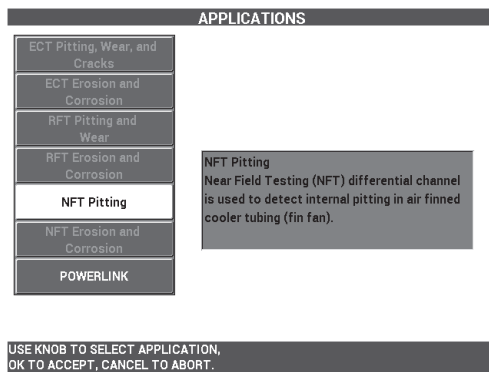 APPLICATIONS
ECT Pitting, Wear, and
Cracks
ECT Erosion and
Corrosion
RFT Pitting and
Wear
RFT Erosion and
Corrosion
NFT Pitting
NFT Erosion and
Corrosion
POWERLINK
NFT Pitting
Near Field Testing (NFT) differential channel
is used to detect internal pitting in air finned
cooler tubing (fin fan).
USE KNOB TO SELECT APPLICATION,
OK TO ACCEPT, CANCEL TO ABORT.